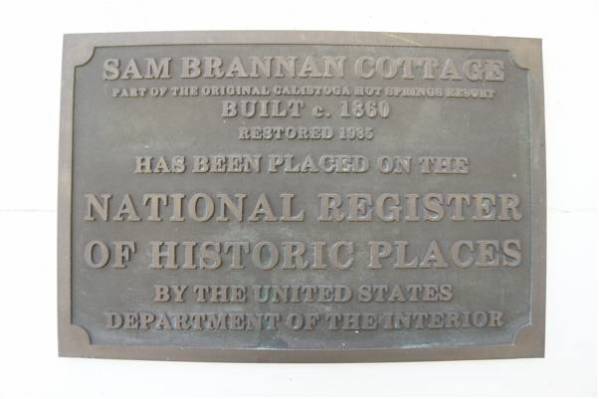 SAM BRANNAN COTTAGE
PART OF THE ORIGINAL CALISTOGA HOT SPRINGS RESORT
BUILT c. 1860
RESTORED 1985
HAS BEEN PLACED ON THE
NATIONAL REGISTER
OF HISTORIC PLACES
BY THE UNITED STATES
DEPARTMENT OF THE INTERIOR